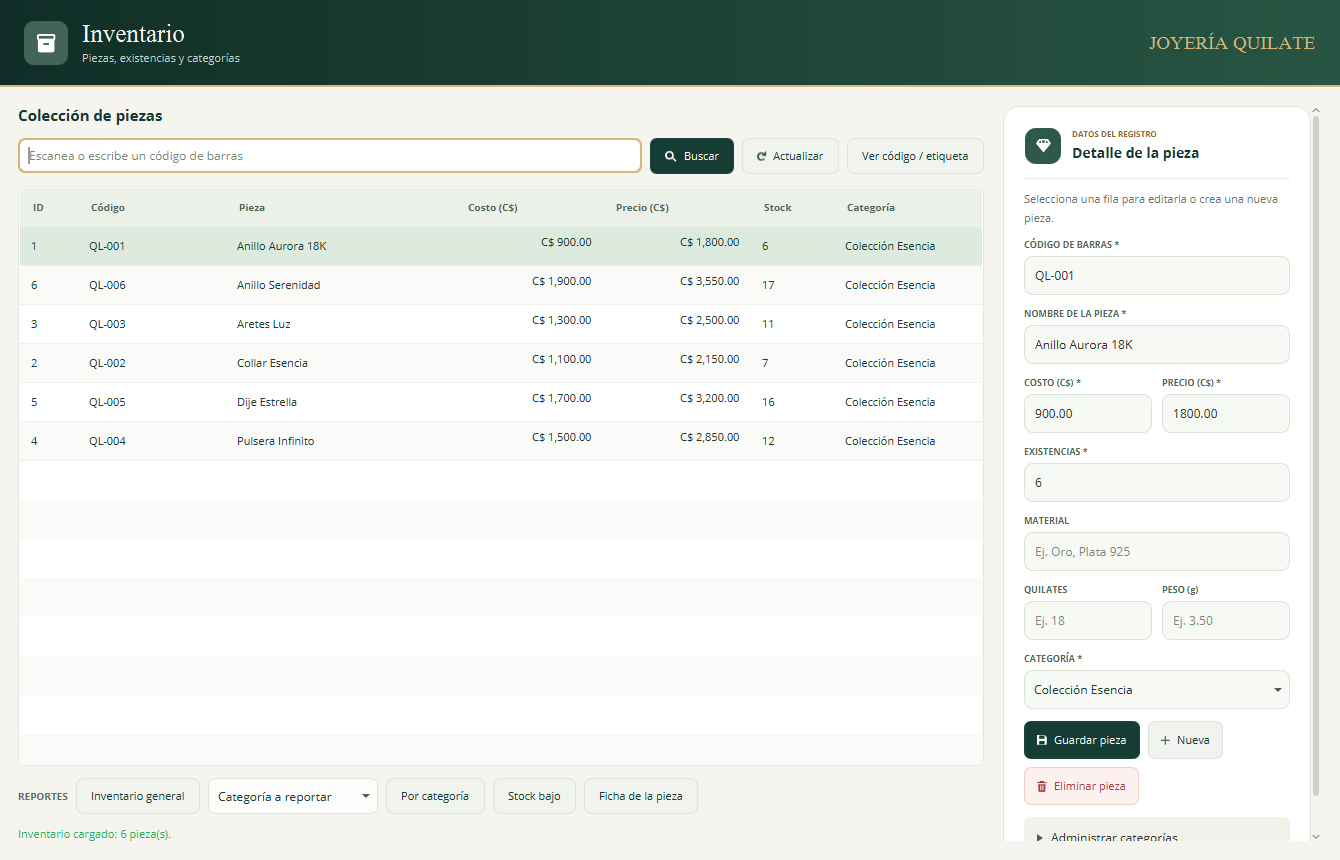 Inventario
Piezas, existencias y categorías
JOYERÍA QUILATE
Colección de piezas
Escanea o escribe un código de barras
Buscar
Actualizar
Ver código / etiqueta
ID Código Pieza Costo (C$) Precio (C$) Stock Categoría
1 QL-001 Anillo Aurora 18K C$ 900.00 C$ 1,800.00 6 Colección Esencia
6 QL-006 Anillo Serenidad C$ 1,900.00 C$ 3,550.00 17 Colección Esencia
3 QL-003 Aretes Luz C$ 1,300.00 C$ 2,500.00 11 Colección Esencia
2 QL-002 Collar Esencia C$ 1,100.00 C$ 2,150.00 7 Colección Esencia
5 QL-005 Dije Estrella C$ 1,700.00 C$ 3,200.00 16 Colección Esencia
4 QL-004 Pulsera Infinito C$ 1,500.00 C$ 2,850.00 12 Colección Esencia
REPORTES
Inventario general
Categoría a reportar
Por categoría
Stock bajo
Ficha de la pieza
Inventario cargado: 6 pieza(s).
DATOS DEL REGISTRO
Detalle de la pieza
Selecciona una fila para editarla o crea una nueva
pieza.
CÓDIGO DE BARRAS *
QL-001
NOMBRE DE LA PIEZA *
Anillo Aurora 18K
COSTO (C$) * PRECIO (C$) *
900.00 1800.00
EXISTENCIAS *
6
MATERIAL
Ej. Oro, Plata 925
QUILATES PESO (g)
Ej. 18 Ej. 3.50
CATEGORÍA *
Colección Esencia
Guardar pieza
Nueva
Eliminar pieza
Administrar categorías